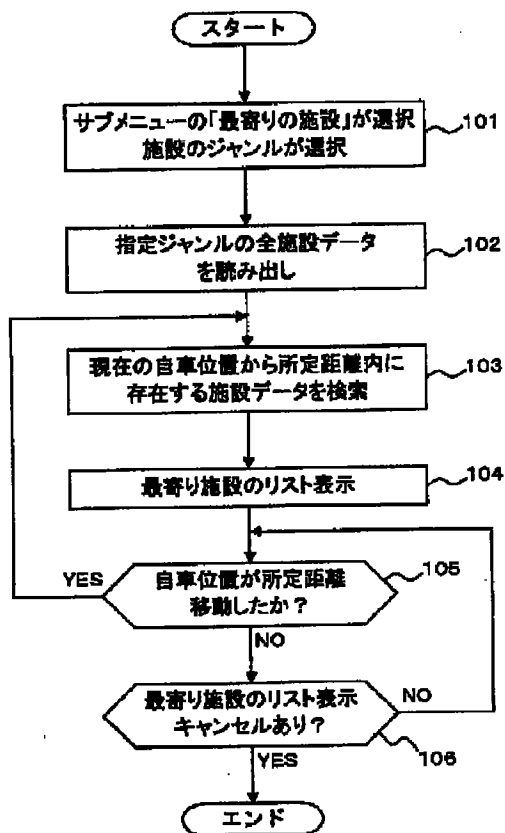 スタート
サブメニューの「最寄りの施設」が選択
施設のジャンルが選択
101
指定ジャンルの全施設データ
を読み出し
102
現在の自車位置から所定距離内に
存在する施設データを検索
103
最寄り施設のリスト表示
104
自車位置が所定距離
移動したか？
105
YES
NO
最寄り施設のリスト表示
キャンセルあり？
106
NO
YES
エンド